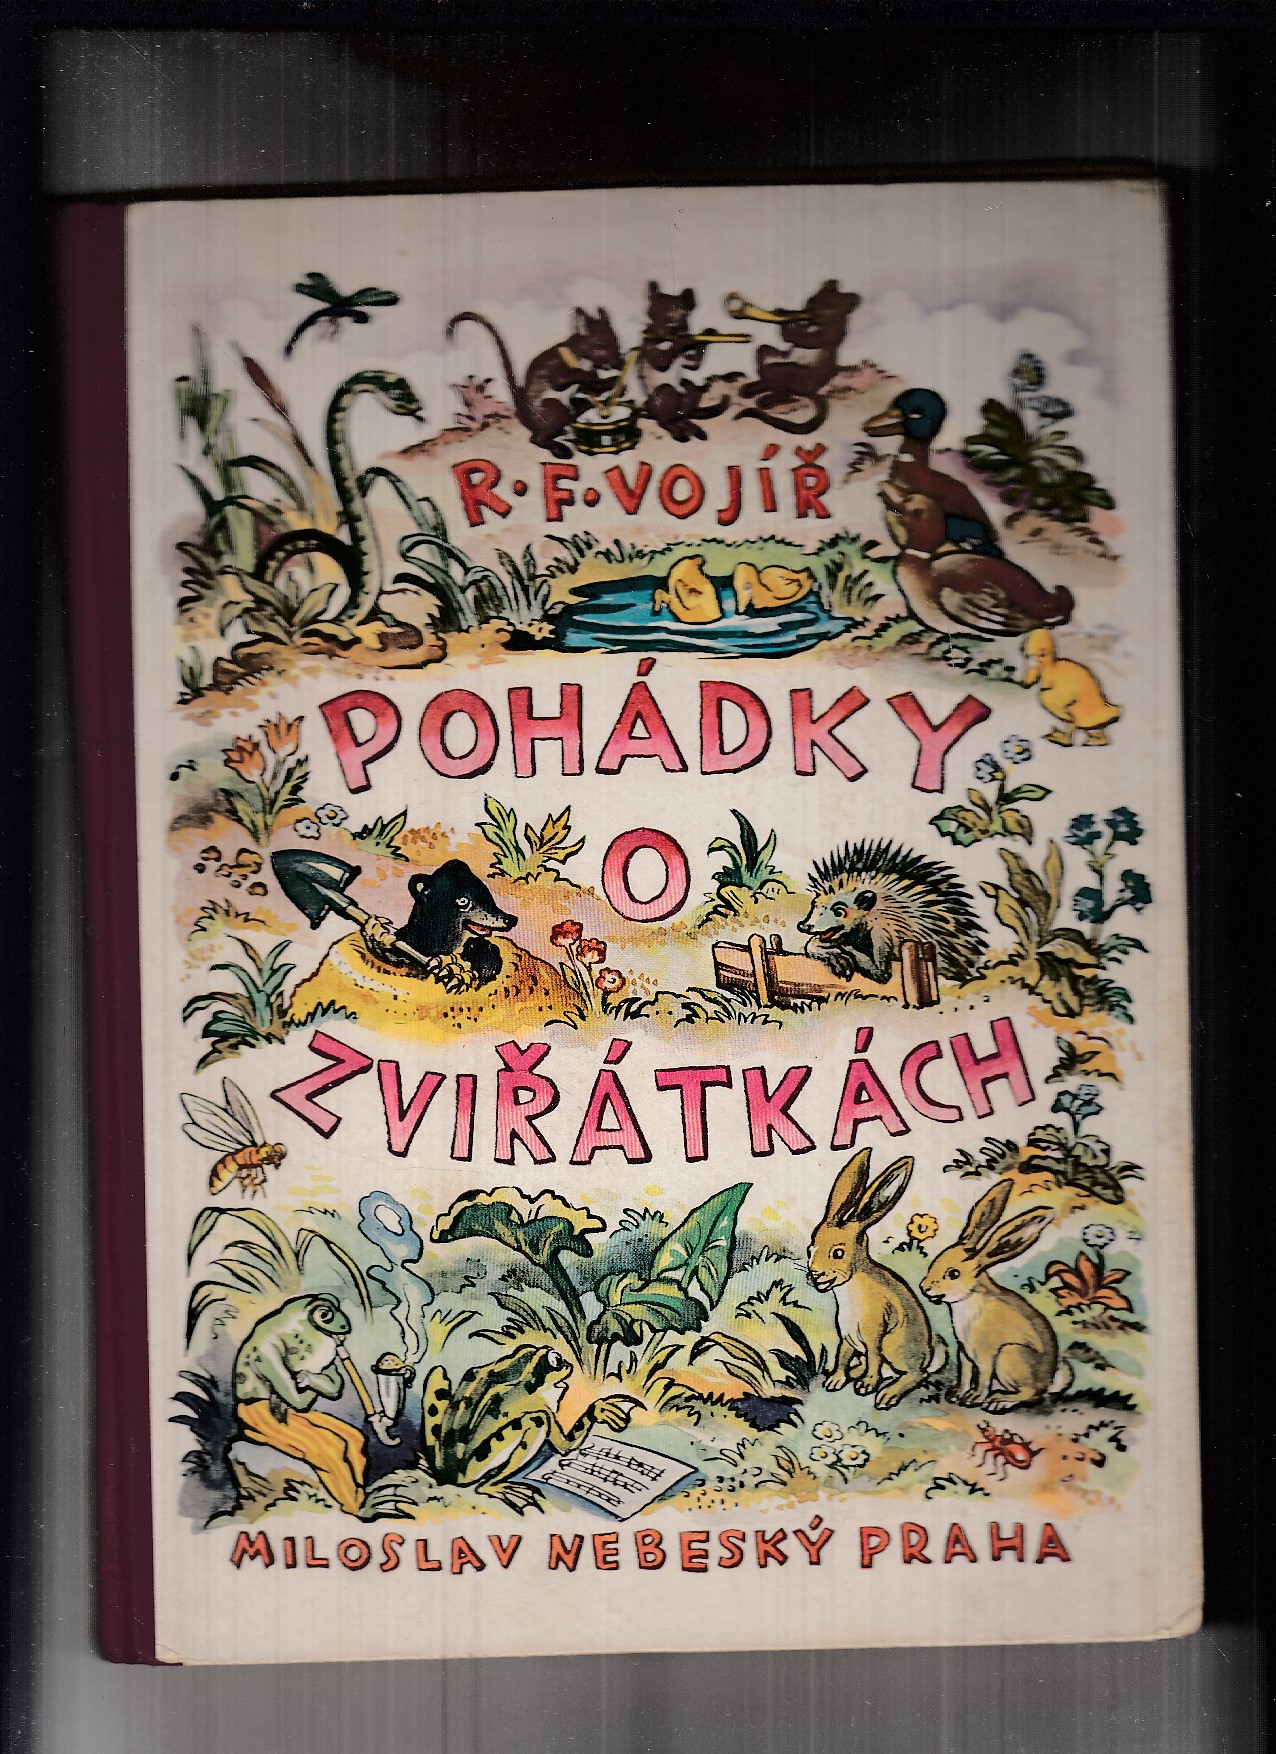 R·F·VOJÍŘ
POHÁDKY
O
ZVIŘÁTKÁCH
MILOSLAV NEBESKÝ PRAHA